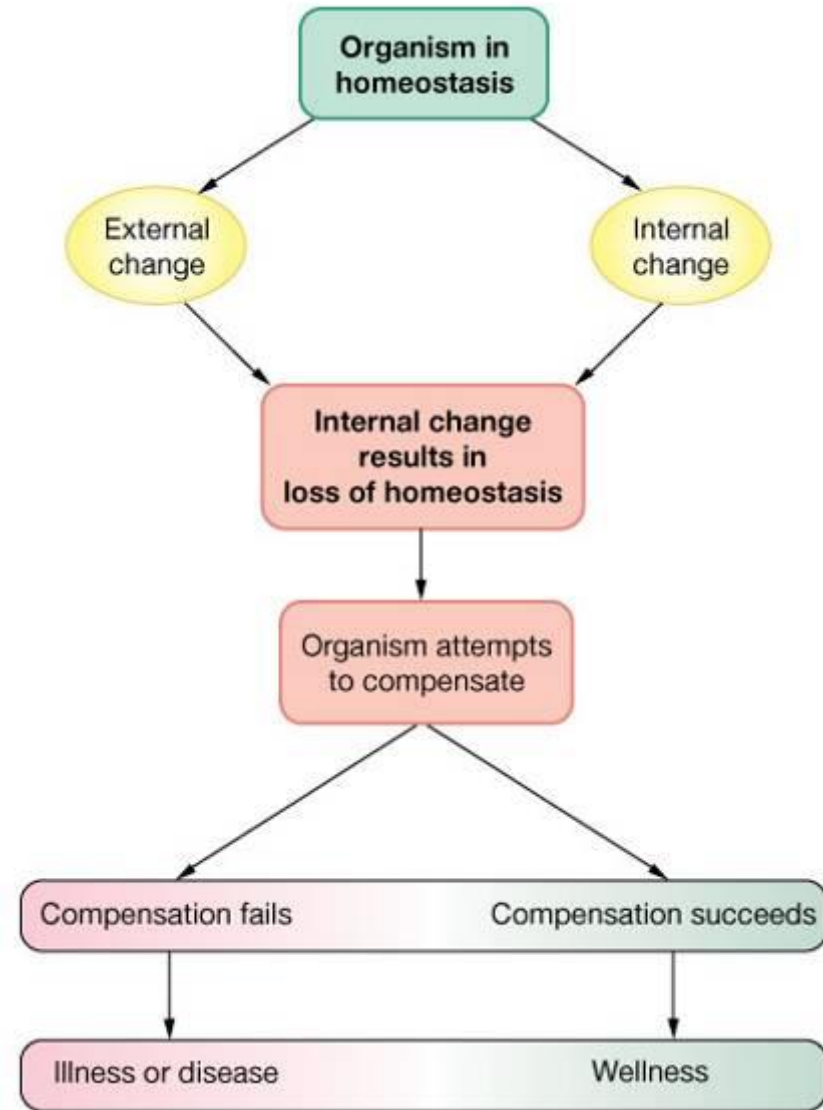 Organism in
homeostasis
External
change
Internal
change
Internal change
results in
loss of homeostasis
Organism attempts
to compensate
Compensation fails
Compensation succeeds
Illness or disease
Wellness